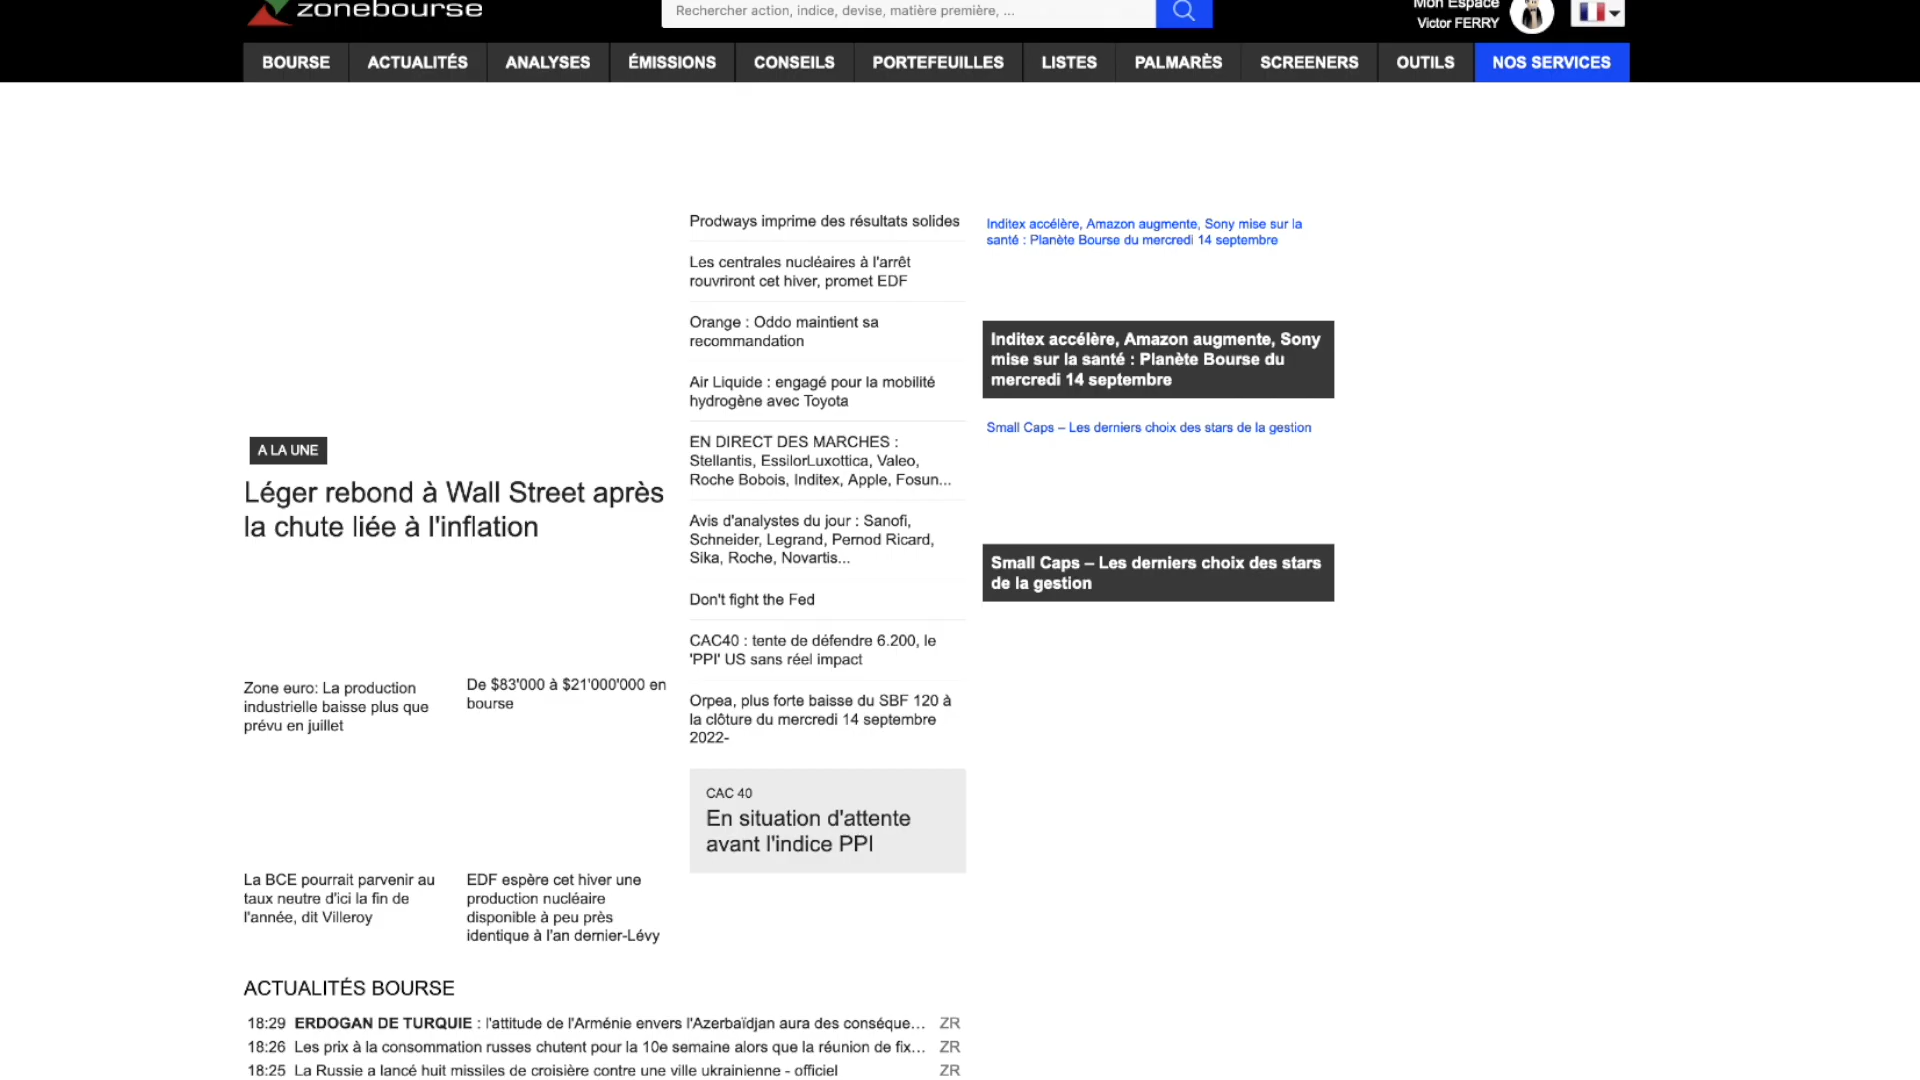 zonebourse
Rechercher action, indice, devise, matière première, ...
Mon Espace
Victor FERRY
BOURSE
ACTUALITÉS
ANALYSES
ÉMISSIONS
CONSEILS
PORTEFEUILLES
LISTES
PALMARÈS
SCREENERS
OUTILS
NOS SERVICES
A LA UNE
Léger rebond à Wall Street après
la chute liée à l'inflation
Zone euro: La production
industrielle baisse plus que
prévu en juillet
De $83'000 à $21'000'000 en
bourse
La BCE pourrait parvenir au
taux neutre d'ici la fin de
l'année, dit Villeroy
EDF espère cet hiver une
production nucléaire
disponible à peu près
identique à l'an dernier-Lévy
Prodways imprime des résultats solides
Les centrales nucléaires à l'arrêt
rouvriront cet hiver, promet EDF
Orange : Oddo maintient sa
recommandation
Air Liquide : engagé pour la mobilité
hydrogène avec Toyota
EN DIRECT DES MARCHES :
Stellantis, EssilorLuxottica, Valeo,
Roche Bobois, Inditex, Apple, Fosun...
Avis d'analystes du jour : Sanofi,
Schneider, Legrand, Pernod Ricard,
Sika, Roche, Novartis...
Don't fight the Fed
CAC40 : tente de défendre 6.200, le
'PPI' US sans réel impact
Orpea, plus forte baisse du SBF 120 à
la clôture du mercredi 14 septembre
2022-
CAC 40
En situation d'attente
avant l'indice PPI
Inditex accélère, Amazon augmente, Sony mise sur la
santé : Planète Bourse du mercredi 14 septembre
Inditex accélère, Amazon augmente, Sony
mise sur la santé : Planète Bourse du
mercredi 14 septembre
Small Caps – Les derniers choix des stars de la gestion
Small Caps – Les derniers choix des stars
de la gestion
ACTUALITÉS BOURSE
18:29 ERDOGAN DE TURQUIE : l'attitude de l'Arménie envers l'Azerbaïdjan aura des conséque... ZR
18:26 Les prix à la consommation russes chutent pour la 10e semaine alors que la réunion de fix... ZR
18:25 La Russie a lancé huit missiles de croisière contre une ville ukrainienne - officiel ZR